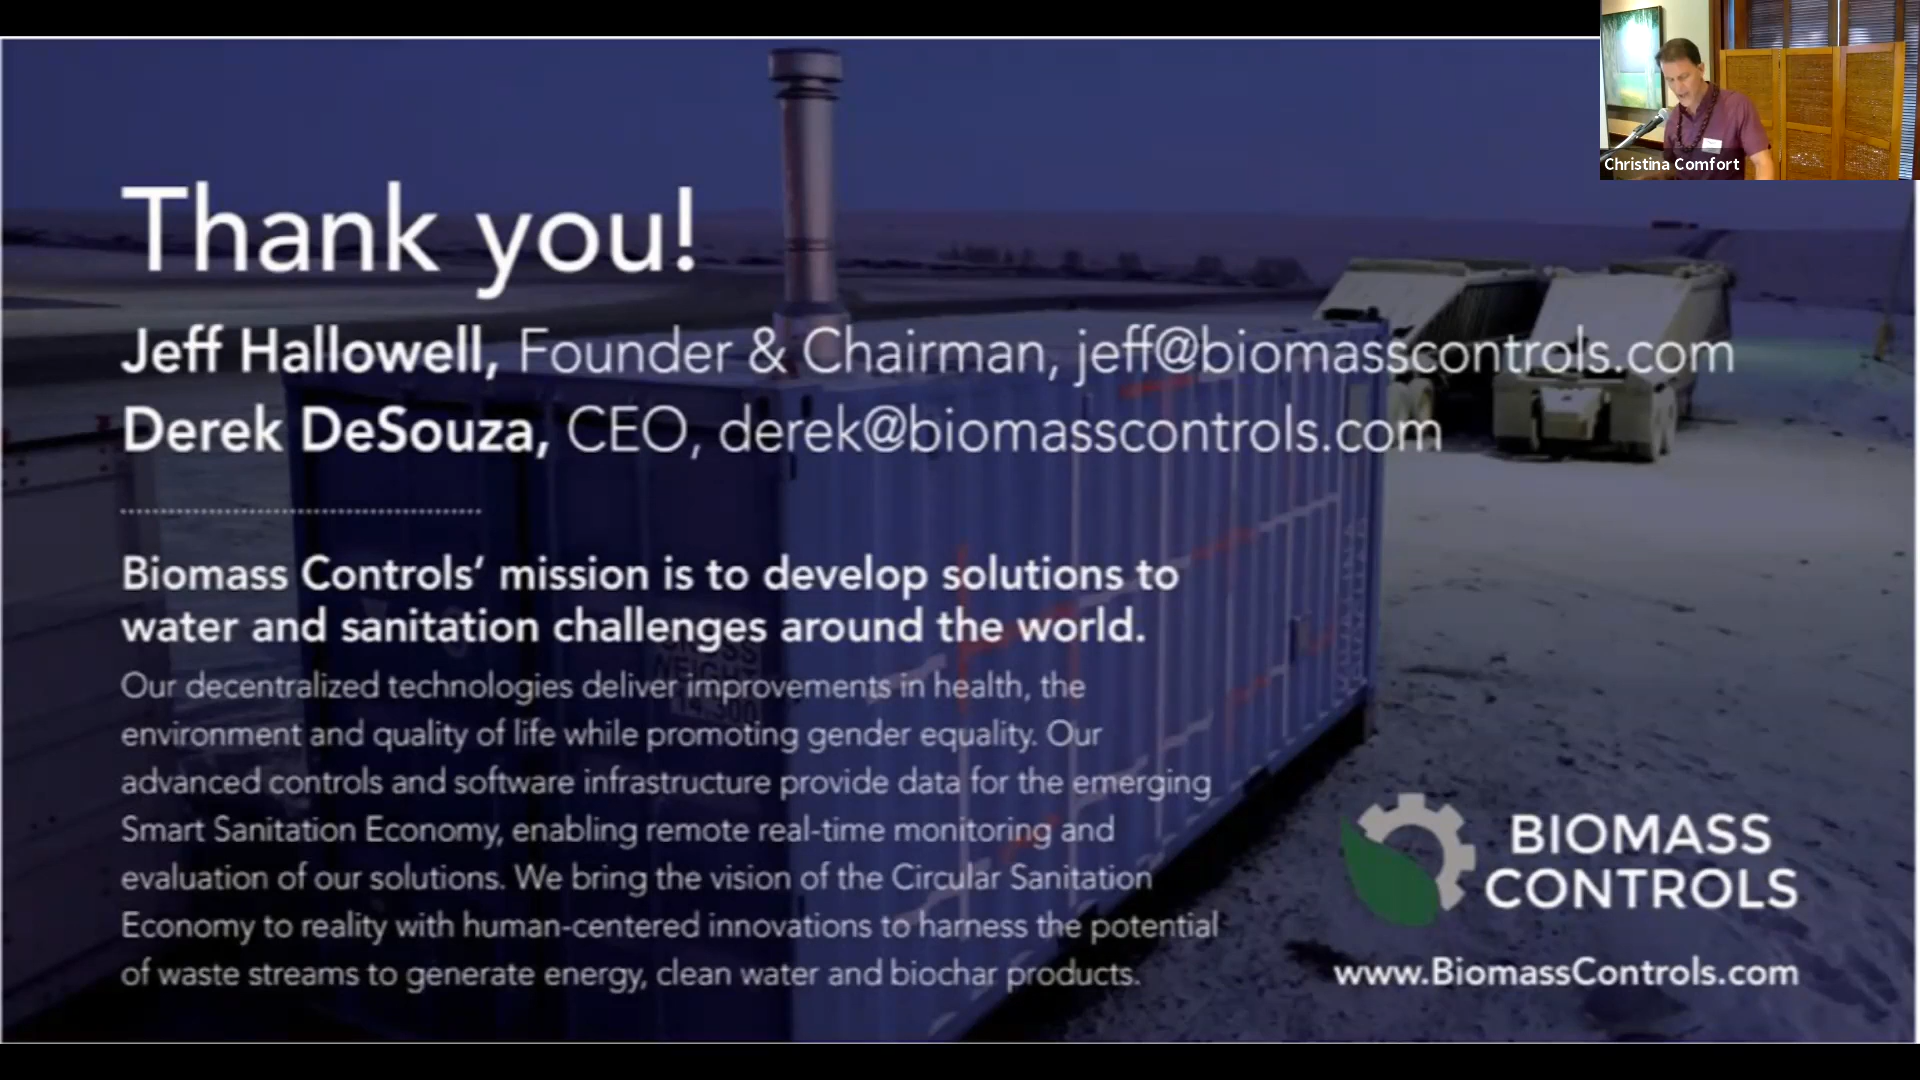 Christina Comfort
Thank you!
Jeff Hallowell, Founder & Chairman, jeff@biomasscontrols.com
Derek DeSouza, CEO, derek@biomasscontrols.com
Biomass Controls’ mission is to develop solutions to
water and sanitation challenges around the world.
Our decentralized technologies deliver improvements in health, the
environment and quality of life while promoting gender equality. Our
advanced controls and software infrastructure provide data for the emerging
Smart Sanitation Economy, enabling remote real-time monitoring and
evaluation of our solutions. We bring the vision of the Circular Sanitation
Economy to reality with human-centered innovations to harness the potential
of waste streams to generate energy, clean water and biochar products.
BIOMASS
CONTROLS
www.BiomassControls.com